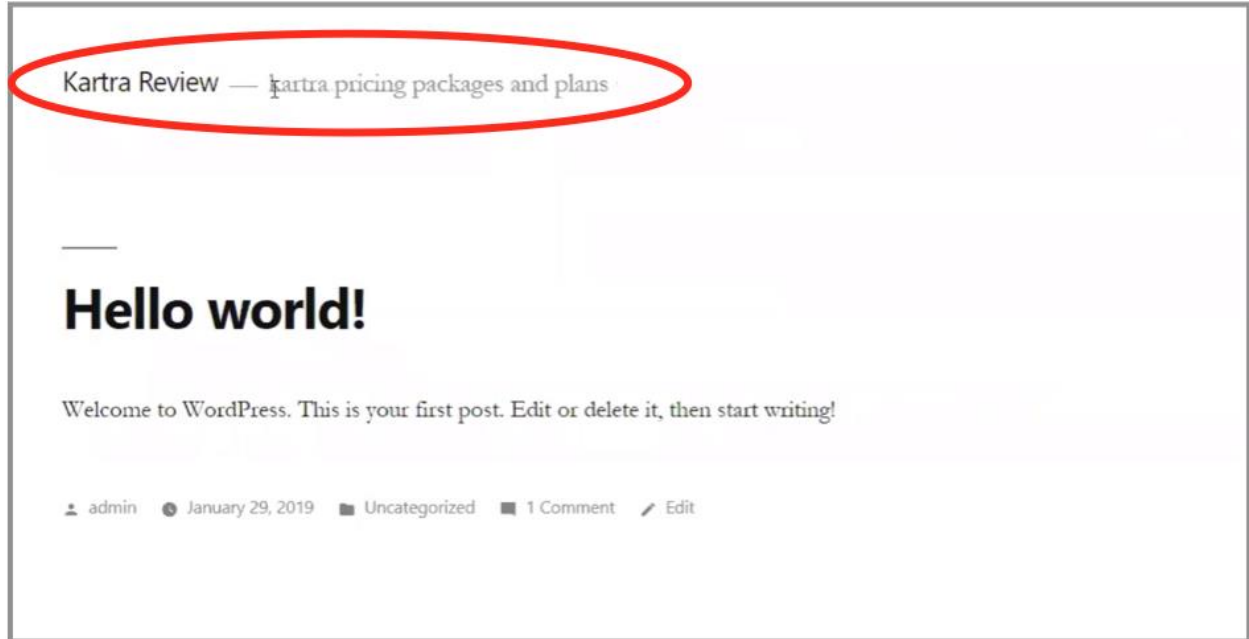 Kartra Review — kartra pricing packages and plans
Hello world!
Welcome to WordPress. This is your first post. Edit or delete it, then start writing!
admin January 29, 2019 Uncategorized 1 Comment Edit